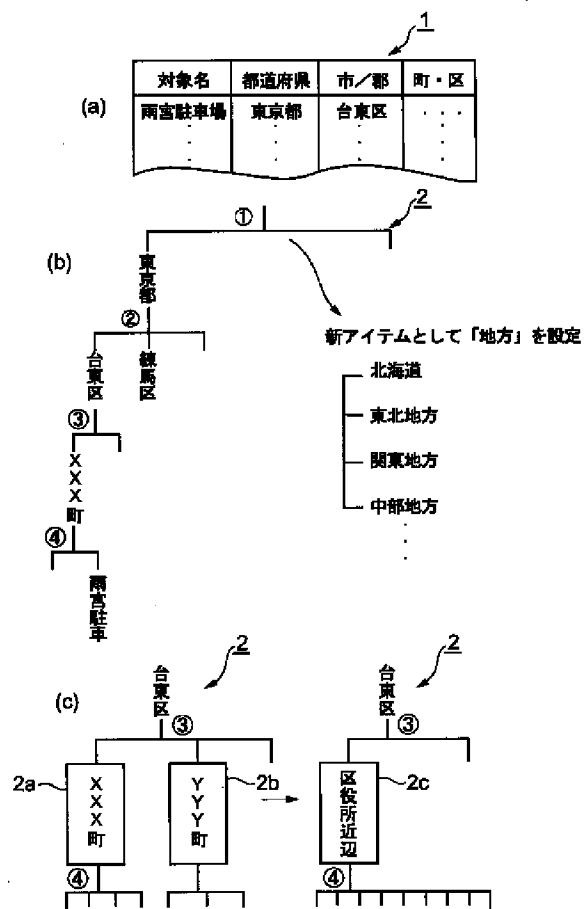 1
(a)
対象名 都道府県 市／郡 町・区
雨宮駐車場 東京都 台東区 ・・・
2
①
(b)
東京都
新アイテムとして「地方」を設定
②
台東区
練馬区
北海道
東北地方
③
XXX町
関東地方
中部地方
④
雨宮駐車
2
2
(c)
台東区
台東区
③
③
2a
XXX町
YYY町
2b
区役所近辺
2c
④
④